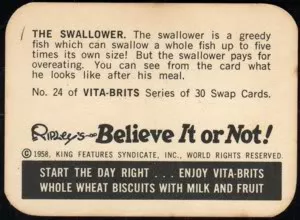 THE SWALLOWER. The swallower is a greedy
fish which can swallow a whole fish up to five
times its own size! But the swallower pays for
overeating. You can see from the card what
he looks like after his meal.
No. 24 of VITA-BRITS Series of 30 Swap Cards.
Ripley's Believe It or Not!
© 1958, KING FEATURES SYNDICATE, INC., WORLD RIGHTS RESERVED.
START THE DAY RIGHT . . . ENJOY VITA-BRITS
WHOLE WHEAT BISCUITS WITH MILK AND FRUIT